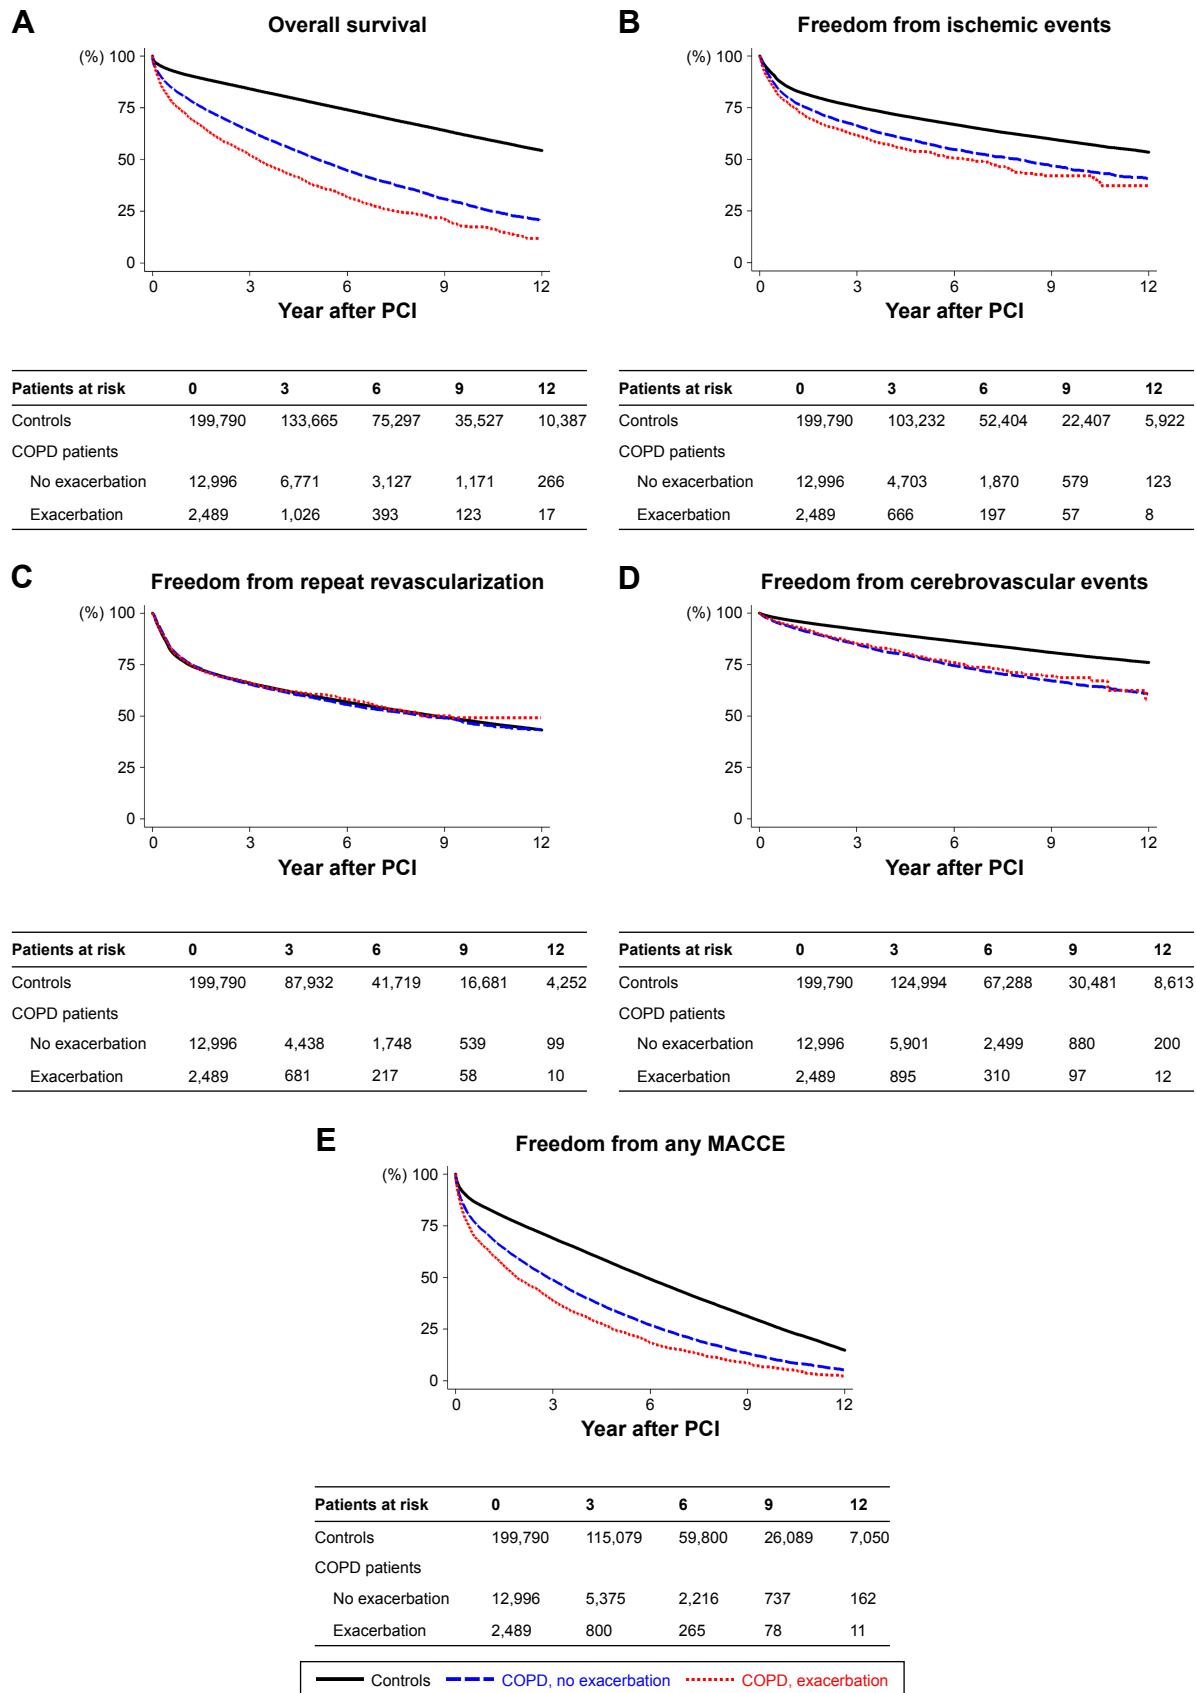 A Overall survival
(%) 100
75
50
25
0
0 3 6 9 12
Year after PCI
Patients at risk 0 3 6 9 12
Controls 199,790 133,665 75,297 35,527 10,387
COPD patients
No exacerbation 12,996 6,771 3,127 1,171 266
Exacerbation 2,489 1,026 393 123 17
B Freedom from ischemic events
(%) 100
75
50
25
0
0 3 6 9 12
Year after PCI
Patients at risk 0 3 6 9 12
Controls 199,790 103,232 52,404 22,407 5,922
COPD patients
No exacerbation 12,996 4,703 1,870 579 123
Exacerbation 2,489 666 197 57 8
C Freedom from repeat revascularization
(%) 100
75
50
25
0
0 3 6 9 12
Year after PCI
Patients at risk 0 3 6 9 12
Controls 199,790 87,932 41,719 16,681 4,252
COPD patients
No exacerbation 12,996 4,438 1,748 539 99
Exacerbation 2,489 681 217 58 10
D Freedom from cerebrovascular events
(%) 100
75
50
25
0
0 3 6 9 12
Year after PCI
Patients at risk 0 3 6 9 12
Controls 199,790 124,994 67,288 30,481 8,613
COPD patients
No exacerbation 12,996 5,901 2,499 880 200
Exacerbation 2,489 895 310 97 12
E Freedom from any MACCE
(%) 100
75
50
25
0
0 3 6 9 12
Year after PCI
Patients at risk 0 3 6 9 12
Controls 199,790 115,079 59,800 26,089 7,050
COPD patients
No exacerbation 12,996 5,375 2,216 737 162
Exacerbation 2,489 800 265 78 11
Controls COPD, no exacerbation COPD, exacerbation